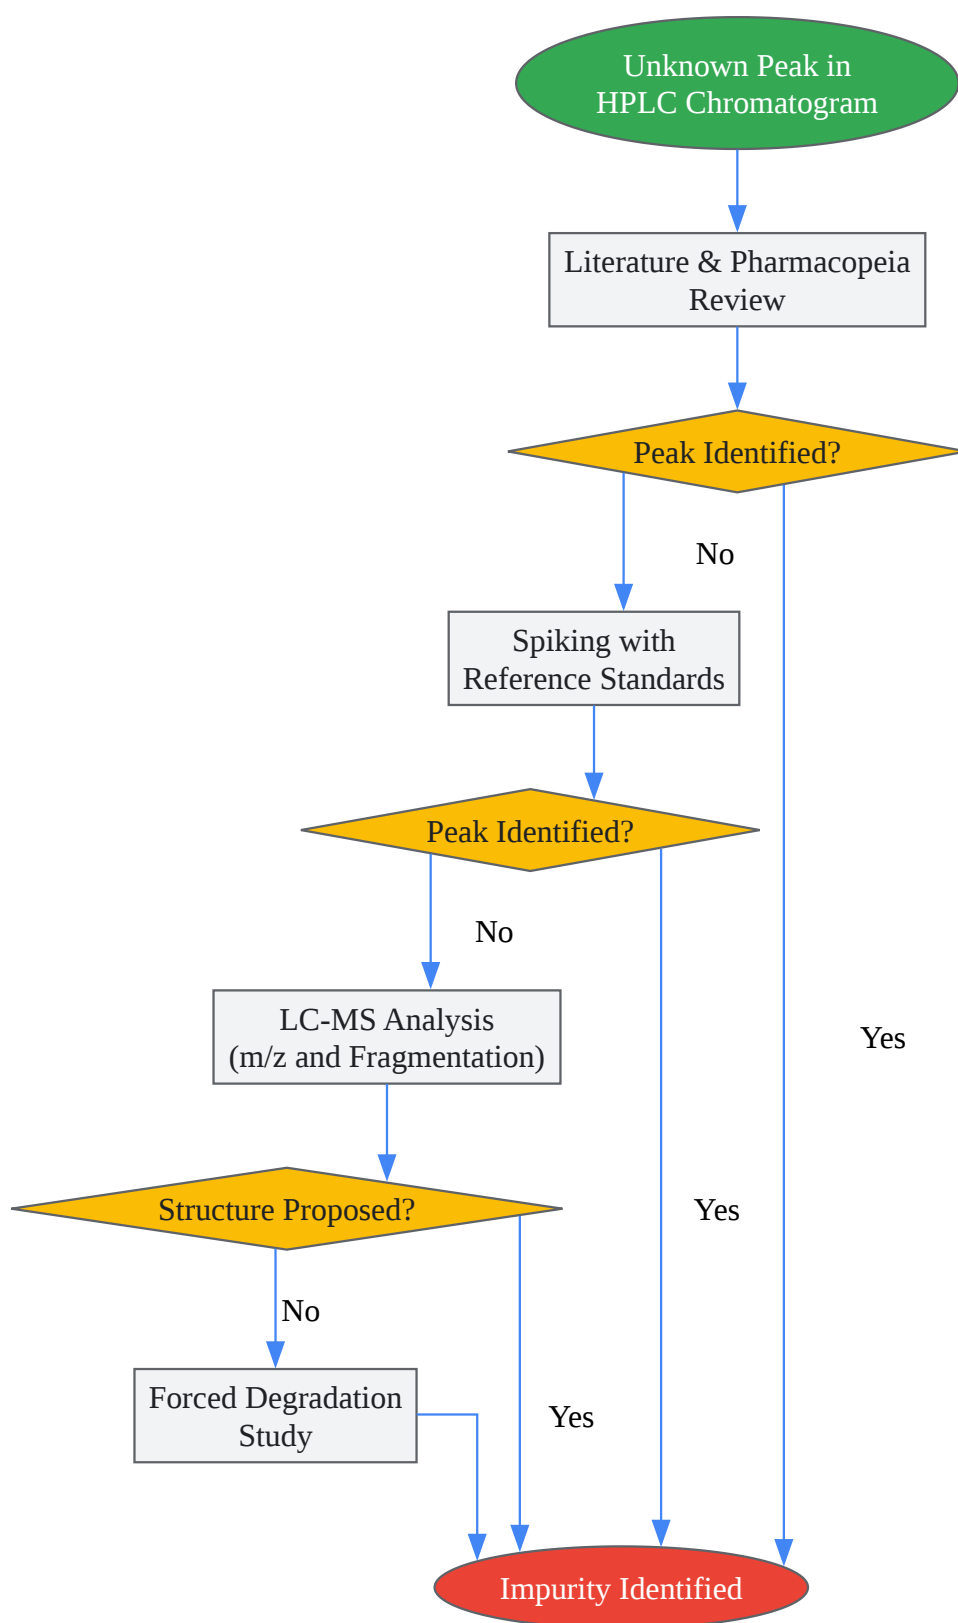 Unknown Peak in
HPLC Chromatogram
Literature & Pharmacopeia
Review
Peak Identified?
No
Spiking with
Reference Standards
Peak Identified?
No
LC-MS Analysis
(m/z and Fragmentation)
Yes
Structure Proposed?
Yes
No
Forced Degradation
Study
Yes
Impurity Identified